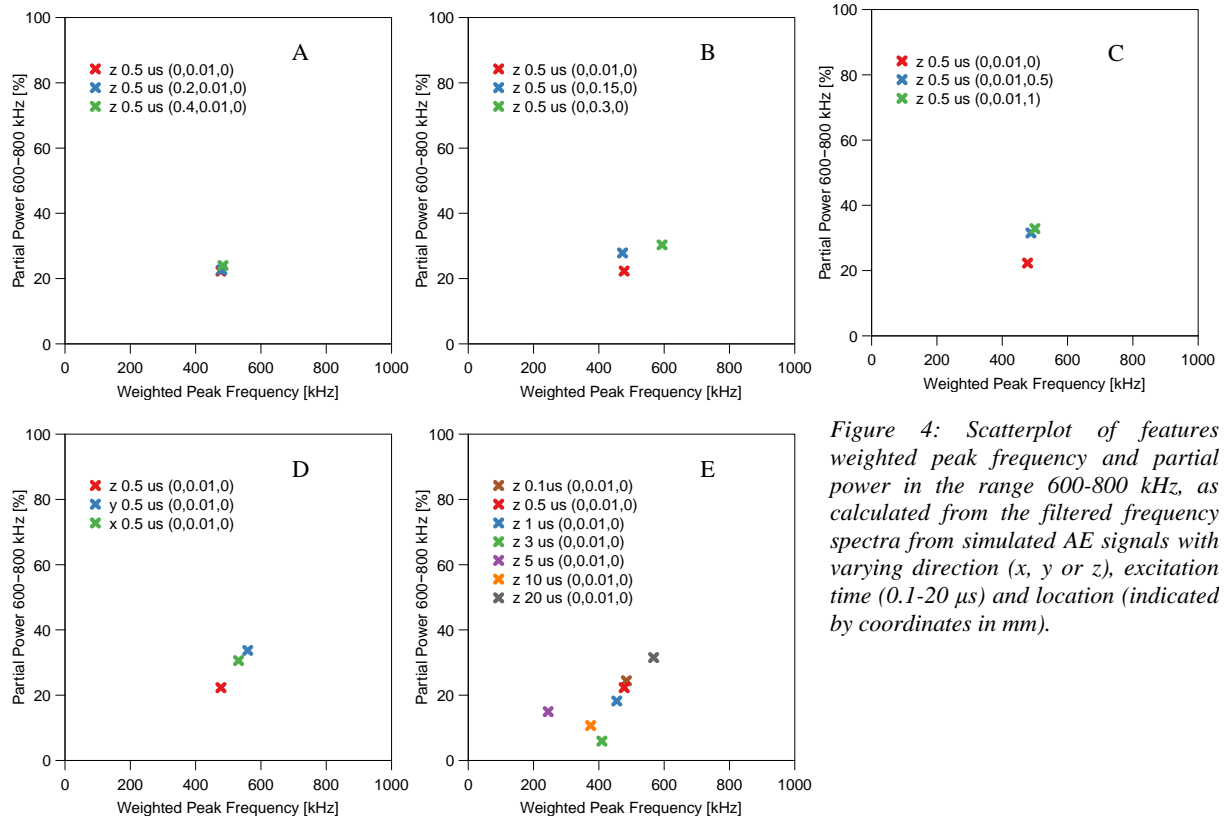 A
z 0.5 us (0,0.01,0)
z 0.5 us (0.2,0.01,0)
z 0.5 us (0.4,0.01,0)
Partial Power 600−800 kHz [%]
100
80
60
40
20
0
0 200 400 600 800 1000
Weighted Peak Frequency [kHz]
B
z 0.5 us (0,0.01,0)
z 0.5 us (0,0.15,0)
z 0.5 us (0,0.3,0)
Partial Power 600−800 kHz [%]
100
80
60
40
20
0
0 200 400 600 800 1000
Weighted Peak Frequency [kHz]
C
z 0.5 us (0,0.01,0)
z 0.5 us (0,0.01,0.5)
z 0.5 us (0,0.01,1)
Partial Power 600−800 kHz [%]
100
80
60
40
20
0
0 200 400 600 800 1000
Weighted Peak Frequency [kHz]
D
z 0.5 us (0,0.01,0)
y 0.5 us (0,0.01,0)
x 0.5 us (0,0.01,0)
Partial Power 600−800 kHz [%]
100
80
60
40
20
0
0 200 400 600 800 1000
Weighted Peak Frequency [kHz]
E
z 0.1us (0,0.01,0)
z 0.5 us (0,0.01,0)
z 1 us (0,0.01,0)
z 3 us (0,0.01,0)
z 5 us (0,0.01,0)
z 10 us (0,0.01,0)
z 20 us (0,0.01,0)
Partial Power 600−800 kHz [%]
100
80
60
40
20
0
0 200 400 600 800 1000
Weighted Peak Frequency [kHz]
Figure 4: Scatterplot of features
weighted peak frequency and partial
power in the range 600-800 kHz, as
calculated from the filtered frequency
spectra from simulated AE signals with
varying direction (x, y or z), excitation
time (0.1-20 μs) and location (indicated
by coordinates in mm).